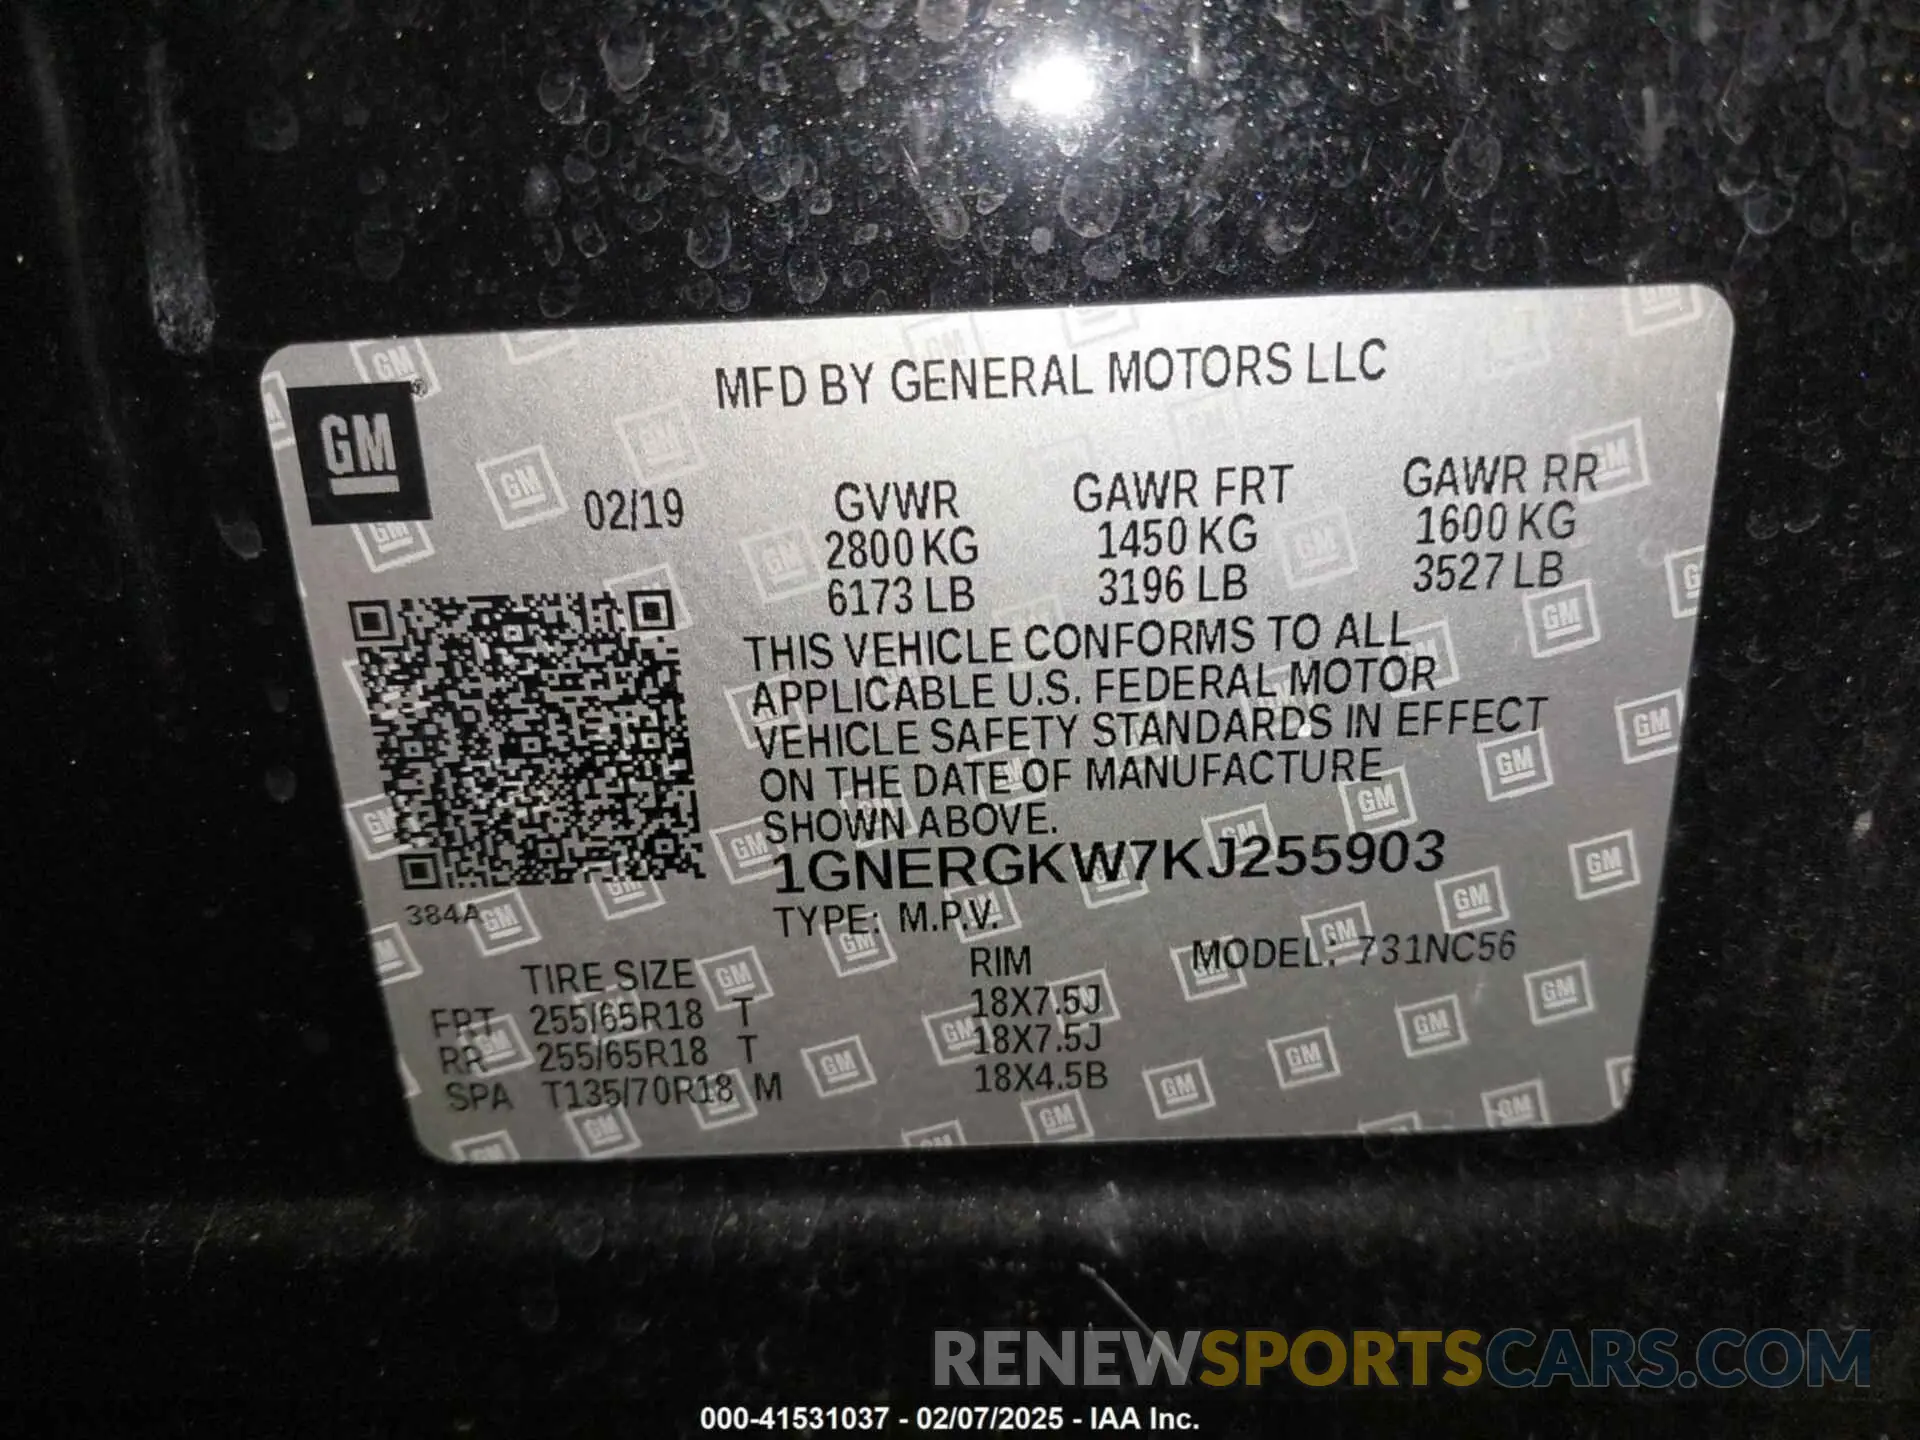 MFD BY GENERAL MOTORS LLC
GM
02/19
GVWR GAWR FRT GAWR RR
2800 KG 1450 KG 1600 KG
6173 LB 3196 LB 3527 LB
THIS VEHICLE CONFORMS TO ALL
APPLICABLE U.S. FEDERAL MOTOR
VEHICLE SAFETY STANDARDS IN EFFECT
ON THE DATE OF MANUFACTURE
SHOWN ABOVE.
1GNERGKW7KJ255903
384A
TYPE: M.P.V.
TIRE SIZE RIM MODEL: 731NC56
FRT 255/65R18 T 18X7.5J
RR 255/65R18 T 18X7.5J
SPA T135/70R18 M 18X4.5B
RENEWSPORTSCARS.COM
000-41531037 - 02/07/2025 - IAA Inc.